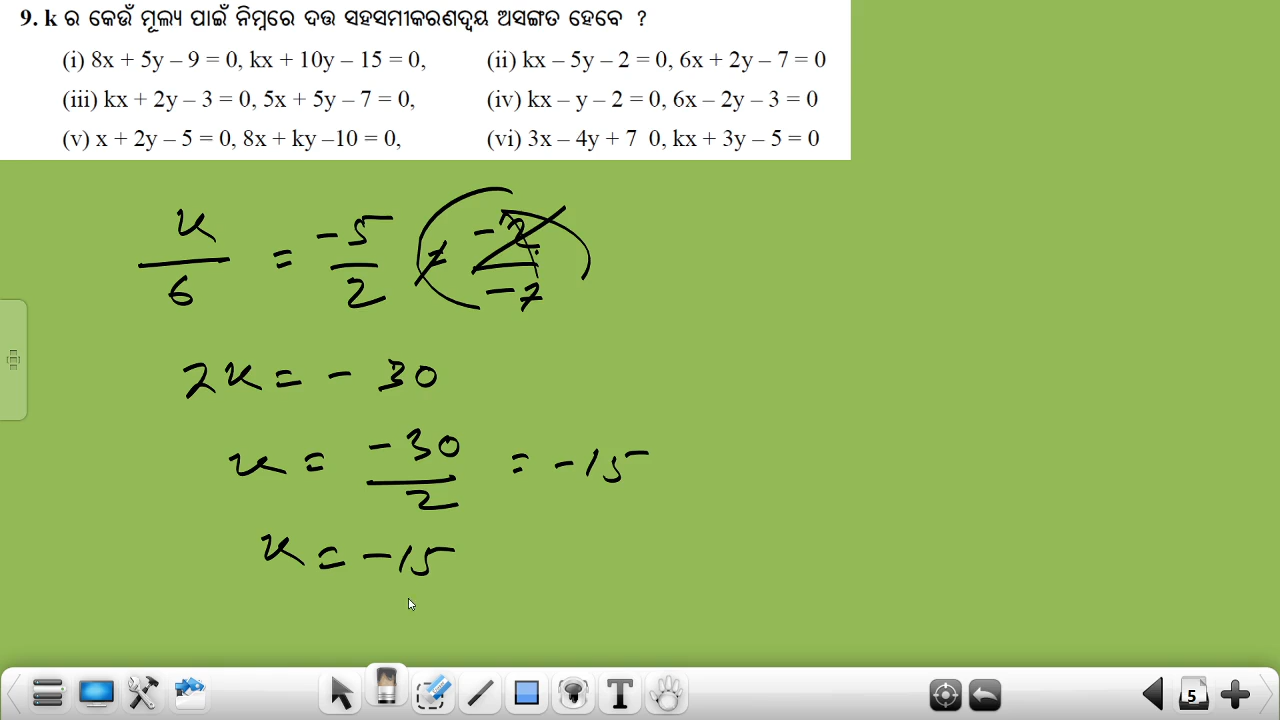 9. k ର କେଉଁ ମୂଲ୍ୟ ପାଇଁ ନିମ୍ନରେ ଦତ୍ତ ସହସମୀକରଣଦ୍ୱୟ ଅସଙ୍ଗତ ହେବେ ?
(i) 8x + 5y – 9 = 0, kx + 10y – 15 = 0, (ii) kx – 5y – 2 = 0, 6x + 2y – 7 = 0
(iii) kx + 2y – 3 = 0, 5x + 5y – 7 = 0, (iv) kx – y – 2 = 0, 6x – 2y – 3 = 0
(v) x + 2y – 5 = 0, 8x + ky –10 = 0, (vi) 3x – 4y + 7 0, kx + 3y – 5 = 0
k/6 = -5/2 ≠ -2/-7
2k = - 30
k = -30/2 = -15
k = -15
T
5